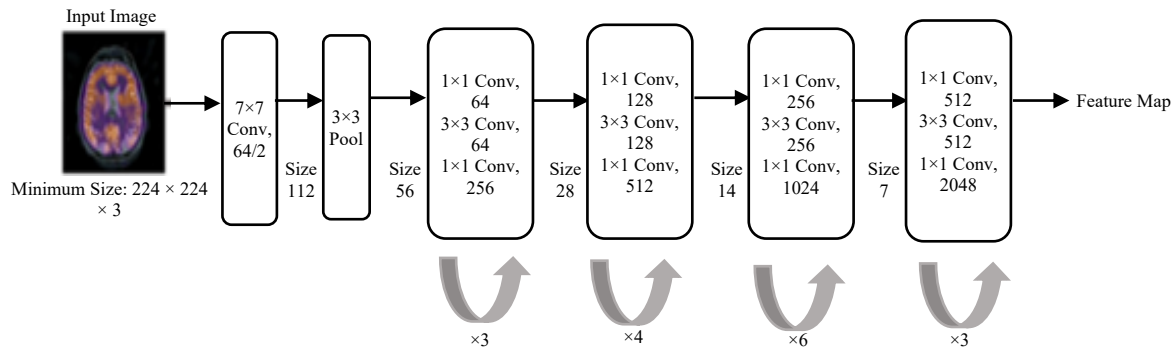 Input Image
Minimum Size: 224 × 224
× 3
7×7
Conv,
64/2
Size
112
3×3
Pool
Size
56
1×1 Conv,
64
3×3 Conv,
64
1×1 Conv,
256
×3
Size
28
1×1 Conv,
128
3×3 Conv,
128
1×1 Conv,
512
×4
Size
14
1×1 Conv,
256
3×3 Conv,
256
1×1 Conv,
1024
×6
Size
7
1×1 Conv,
512
3×3 Conv,
512
1×1 Conv,
2048
×3
Feature Map